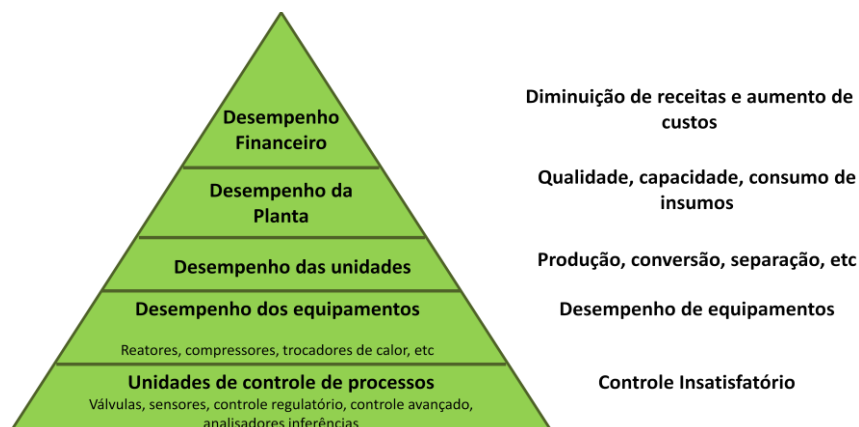 Desempenho
Financeiro
Diminuição de receitas e aumento de
custos
Desempenho da
Planta
Qualidade, capacidade, consumo de
insumos
Desempenho das unidades
Produção, conversão, separação, etc
Desempenho dos equipamentos
Reatores, compressores, trocadores de calor, etc
Desempenho de equipamentos
Unidades de controle de processos
Válvulas, sensores, controle regulatório, controle avançado,
analisadores inferências
Controle Insatisfatório